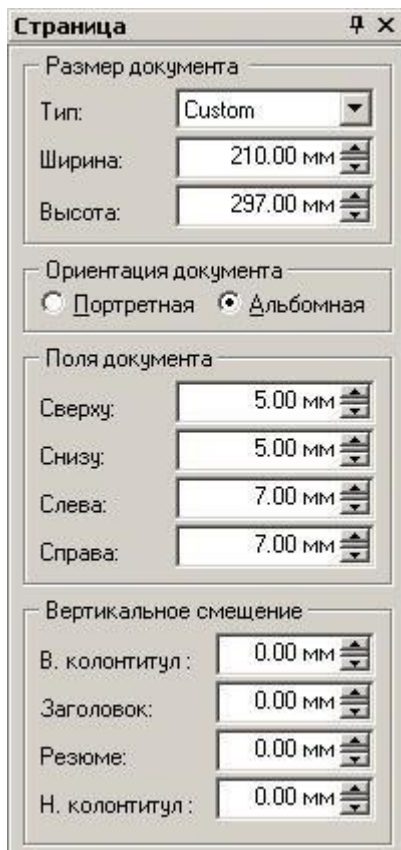 Страница
Размер документа
Тип: Custom
Ширина: 210.00 мм
Высота: 297.00 мм
Ориентация документа
Портретная Альбомная
Поля документа
Сверху: 5.00 мм
Снизу: 5.00 мм
Слева: 7.00 мм
Справа: 7.00 мм
Вертикальное смещение
В. колонтитул : 0.00 мм
Заголовок: 0.00 мм
Резюме: 0.00 мм
Н. колонтитул : 0.00 мм